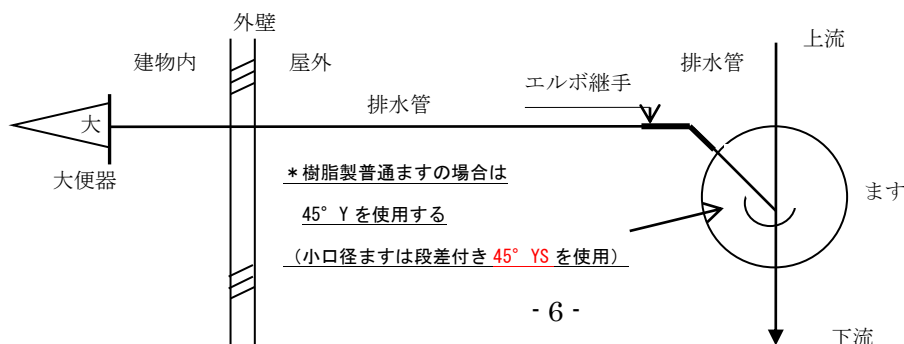 外壁
上流
建物内
屋外
排水管
エルボ継手
排水管
大
大便器
ます
*樹脂製普通ますの場合は
45°Yを使用する
(小口径ますは段差付き45°YSを使用)
- 6 -
下流